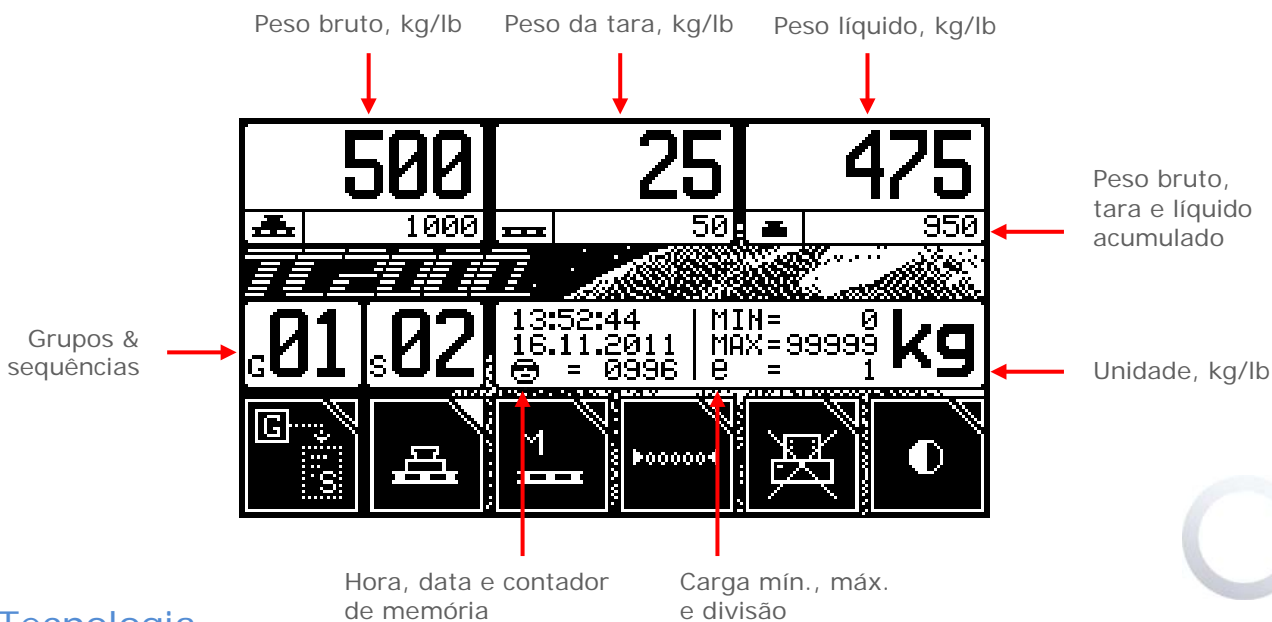 Peso bruto, kg/lb
Peso da tara, kg/lb
Peso líquido, kg/lb
500
25
475
1000
50
950
Peso bruto,
tara e líquido
acumulado
Grupos &
sequências
G01
S02
13:52:44
16.11.2011
= 0996
MIN= 0
MAX=99999
e = 1
kg
Unidade, kg/lb
G
S
M
Hora, data e contador
de memória
Carga mín., máx.
e divisão